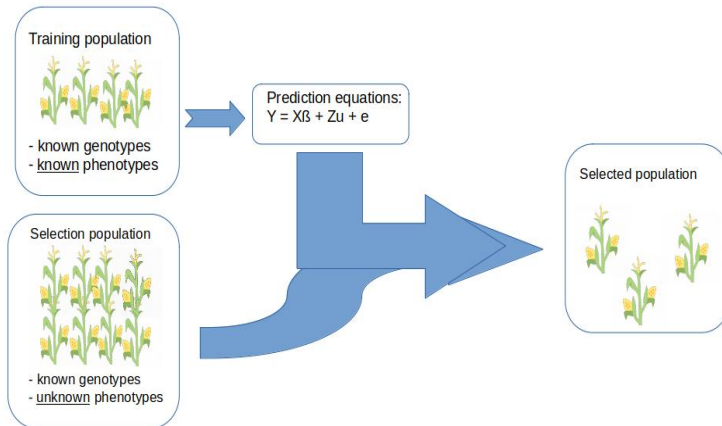 Training population
- known genotypes
- known phenotypes
Prediction equations:
Y = Xß + Zu + e
Selection population
- known genotypes
- unknown phenotypes
Selected population